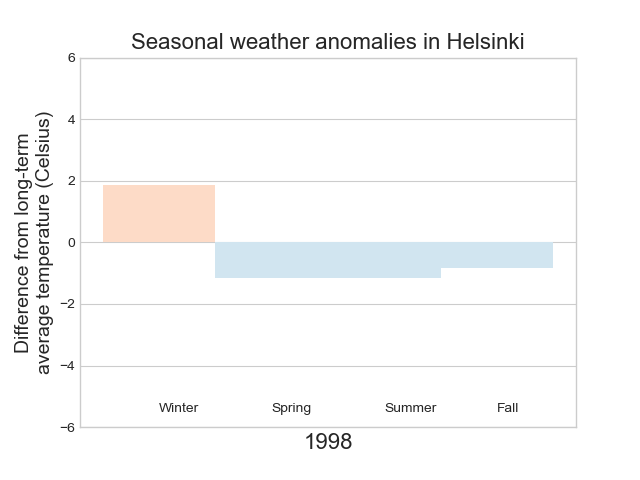 Seasonal weather anomalies in Helsinki
Difference from long-term
average temperature (Celsius)
6
4
2
0
−2
−4
−6
Winter Spring Summer Fall
1998